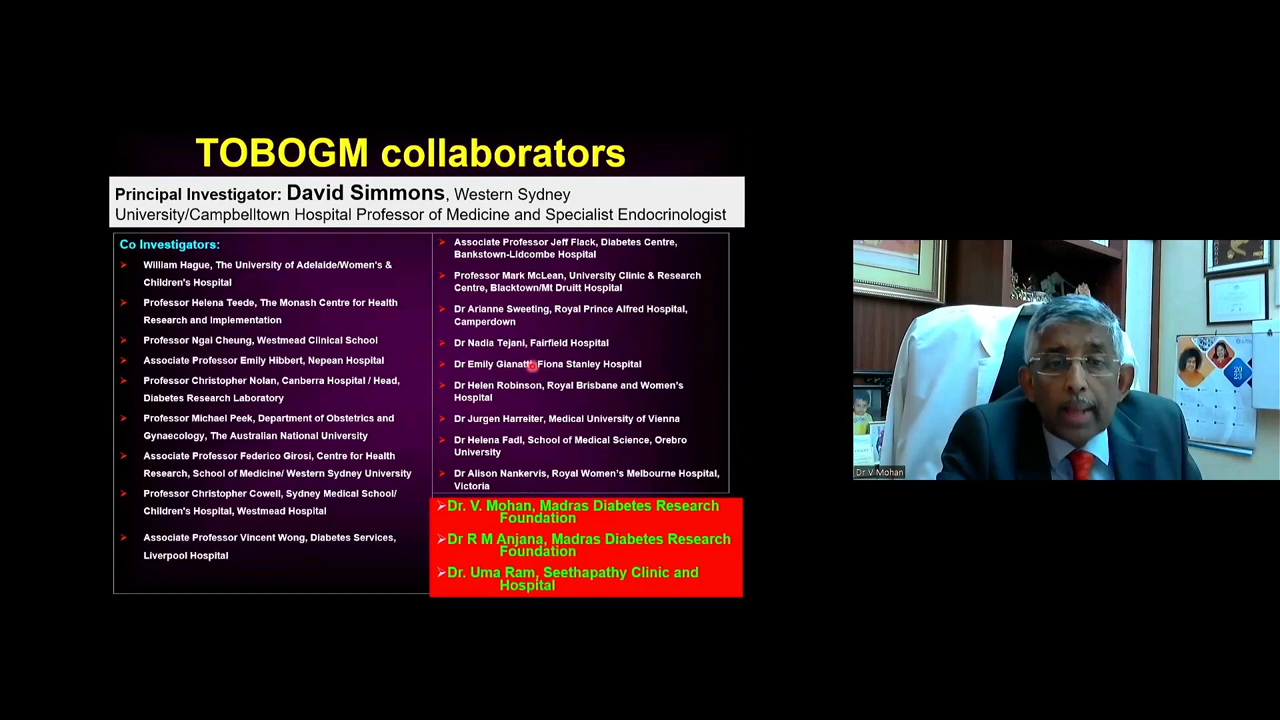 TOBOGM collaborators
Principal Investigator: David Simmons, Western Sydney
University/Campbelltown Hospital Professor of Medicine and Specialist Endocrinologist
Co Investigators:
William Hague, The University of Adelaide/Women's &
Children's Hospital
Professor Helena Teede, The Monash Centre for Health
Research and Implementation
Professor Ngai Cheung, Westmead Clinical School
Associate Professor Emily Hibbert, Nepean Hospital
Professor Christopher Nolan, Canberra Hospital / Head,
Diabetes Research Laboratory
Professor Michael Peek, Department of Obstetrics and
Gynaecology, The Australian National University
Associate Professor Federico Girosi, Centre for Health
Research, School of Medicine/ Western Sydney University
Professor Christopher Cowell, Sydney Medical School/
Children's Hospital, Westmead Hospital
Associate Professor Vincent Wong, Diabetes Services,
Liverpool Hospital
Associate Professor Jeff Flack, Diabetes Centre,
Bankstown-Lidcombe Hospital
Professor Mark McLean, University Clinic & Research
Centre, Blacktown/Mt Druitt Hospital
Dr Arianne Sweeting, Royal Prince Alfred Hospital,
Camperdown
Dr Nadia Tejani, Fairfield Hospital
Dr Emily Fiona Stanley Hospital
Dr Helen Robinson, Royal Brisbane and Women's
Hospital
Dr Jurgen Harreiter, Medical University of Vienna
Dr Helena Fadl, School of Medical Science, Orebro
University
Dr Alison Nankervis, Royal Women's Melbourne Hospital,
Victoria
Dr. V. Mohan, Madras Diabetes Research
Foundation
Dr R M Anjana, Madras Diabetes Research
Foundation
Dr. Uma Ram, Seethapathy Clinic and
Hospital
Dr V Mohan
2023